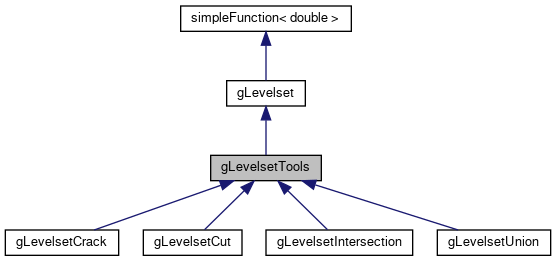 simpleFunction< double >
gLevelset
gLevelsetTools
gLevelsetCrack
gLevelsetCut
gLevelsetIntersection
gLevelsetUnion